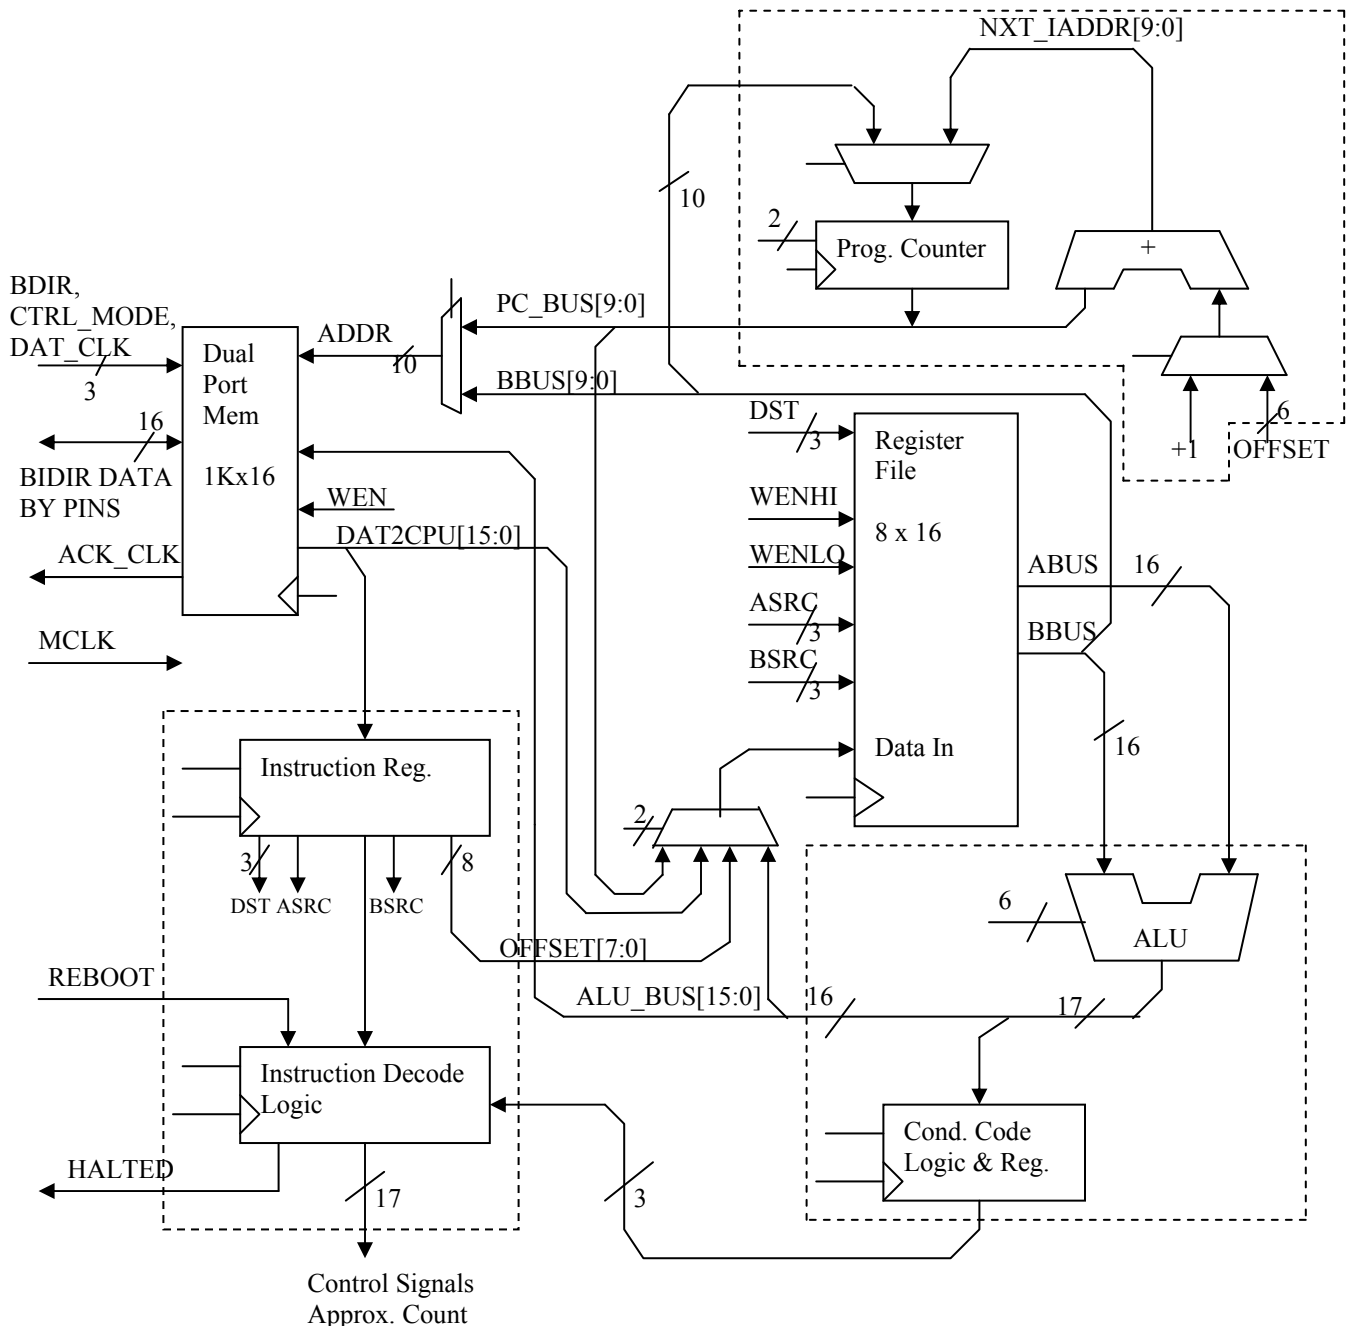 NXT_IADDR[9:0]
10
2
Prog. Counter
+
BDIR,
CTRL_MODE,
DAT_CLK
3
ADDR
10
PC_BUS[9:0]
BBUS[9:0]
Dual
Port
Mem
1Kx16
16
BIDIR DATA
BY PINS
WEN
DAT2CPU[15:0]
ACK_CLK
MCLK
+1
6
OFFSET
DST
3
WENHI
WENLO
ASRC
3
BSRC
3
Register
File
8 x 16
Data In
ABUS
16
BBUS
16
Instruction Reg.
3
8
DST ASRC
BSRC
2
OFFSET[7:0]
6
ALU
REBOOT
ALU_BUS[15:0]
16
17
Instruction Decode
Logic
Cond. Code
Logic & Reg.
HALTED
17
3
Control Signals
Approx. Count